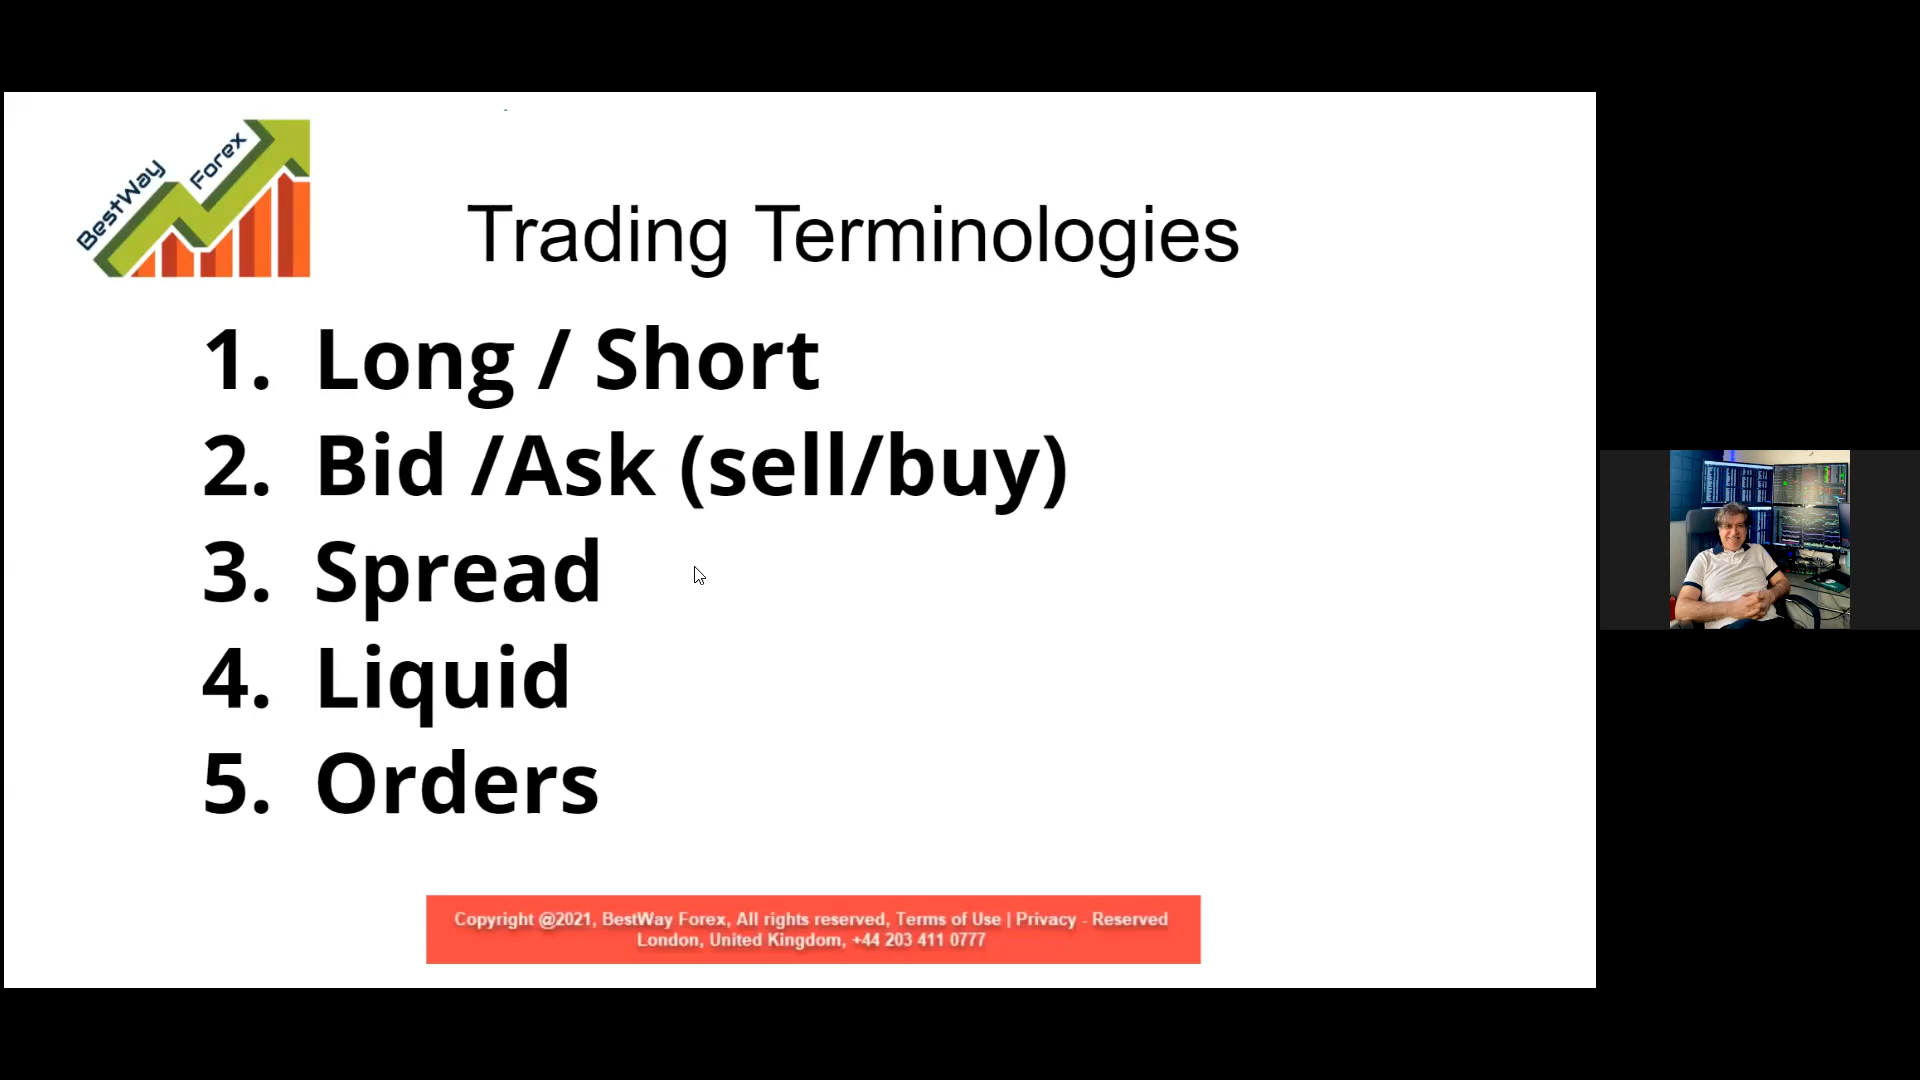 BestWay Forex
Trading Terminologies
1. Long / Short
2. Bid /Ask (sell/buy)
3. Spread
4. Liquid
5. Orders
Copyright @2021, BestWay Forex, All rights reserved, Terms of Use | Privacy - Reserved
London, United Kingdom, +44 203 411 0777